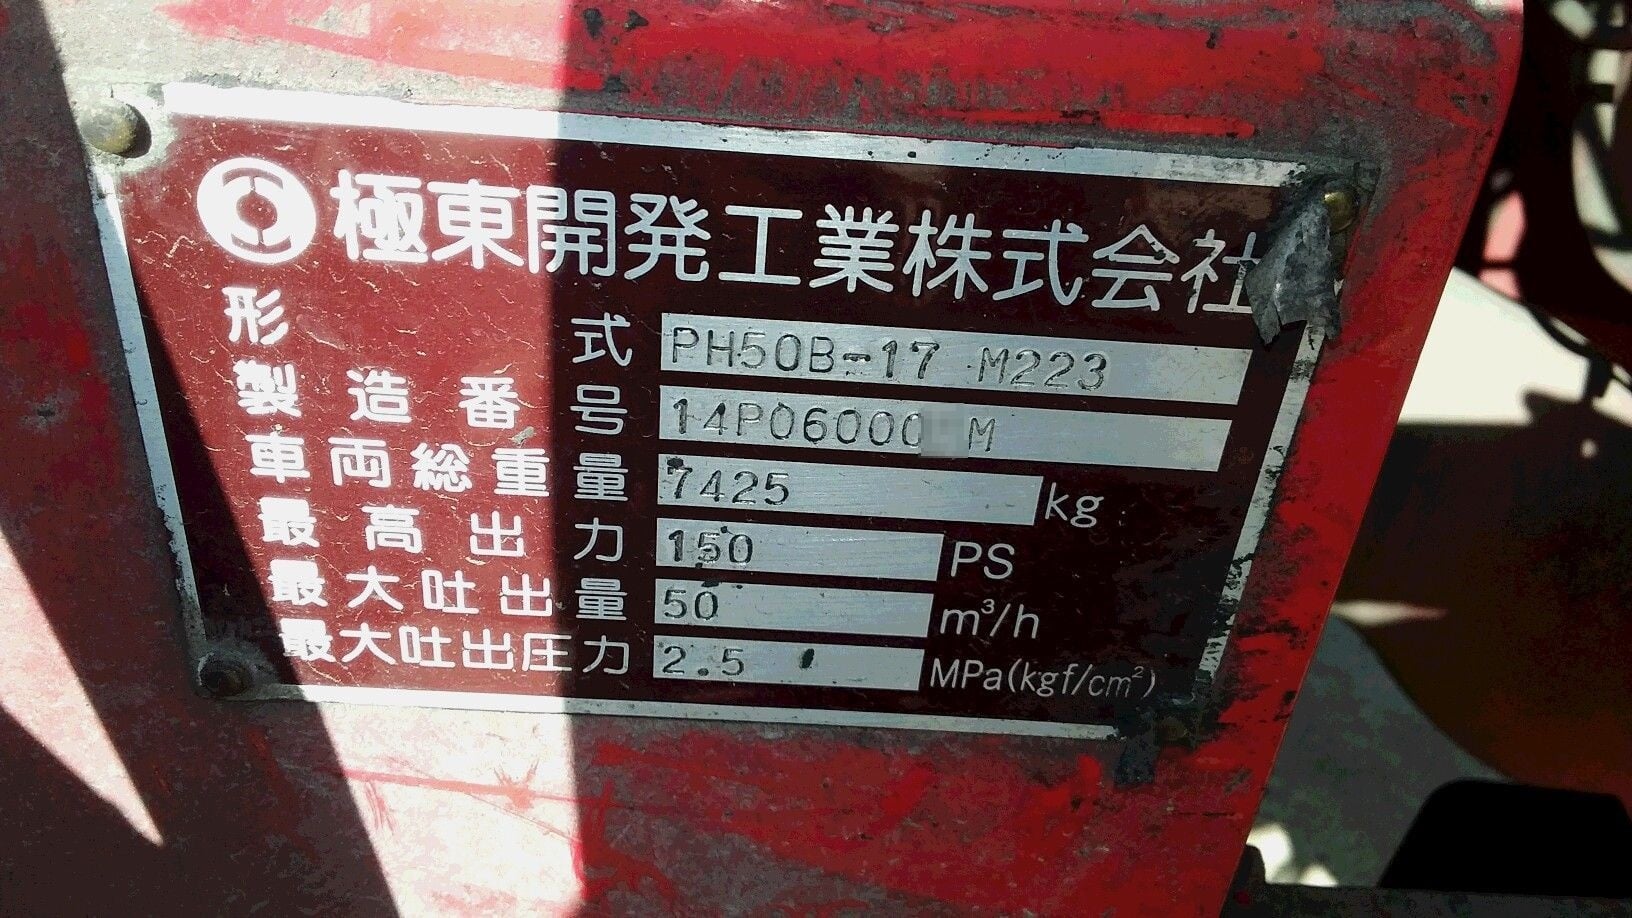 極東開発工業株式会社
形式 PH50B-17 M223
製造番号 14P06000 M
車両総重量 7425 kg
最高出力 150 PS
最大吐出量 50 m³/h
最大吐出圧力 2.5 MPa(kgf/cm²)